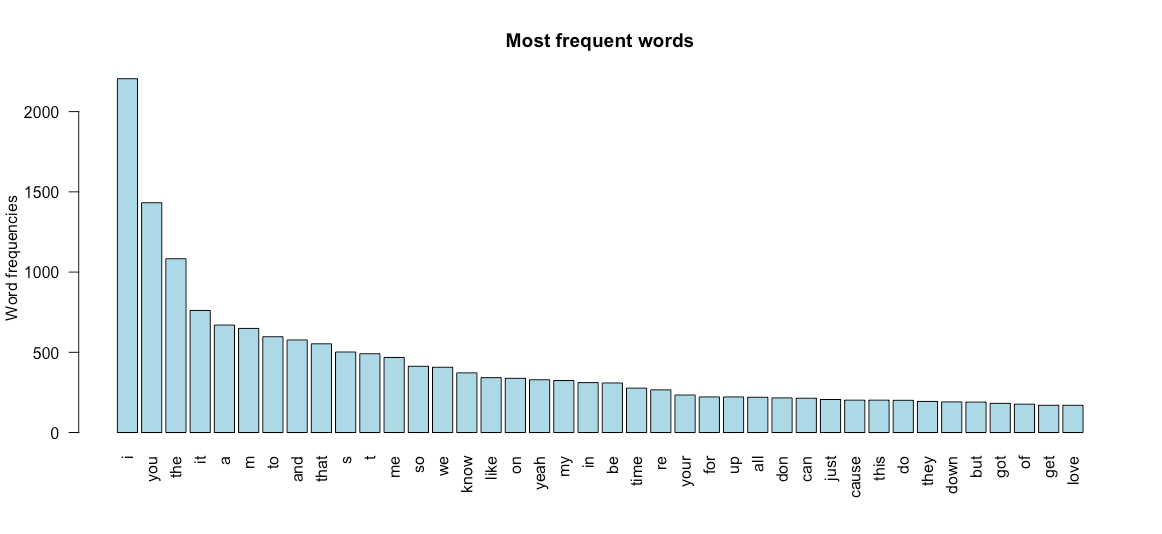 Most frequent words
Word frequencies
2000
1500
1000
500
0
i you the it a m to and that s t me so we know like on yeah my in be time re your for up all don can just cause this do they down but got of get love